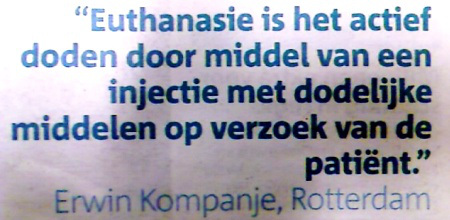 “Euthanasie is het actief
doden door middel van een
injectie met dodelijke
middelen op verzoek van de
patiënt.”
Erwin Kompanje, Rotterdam